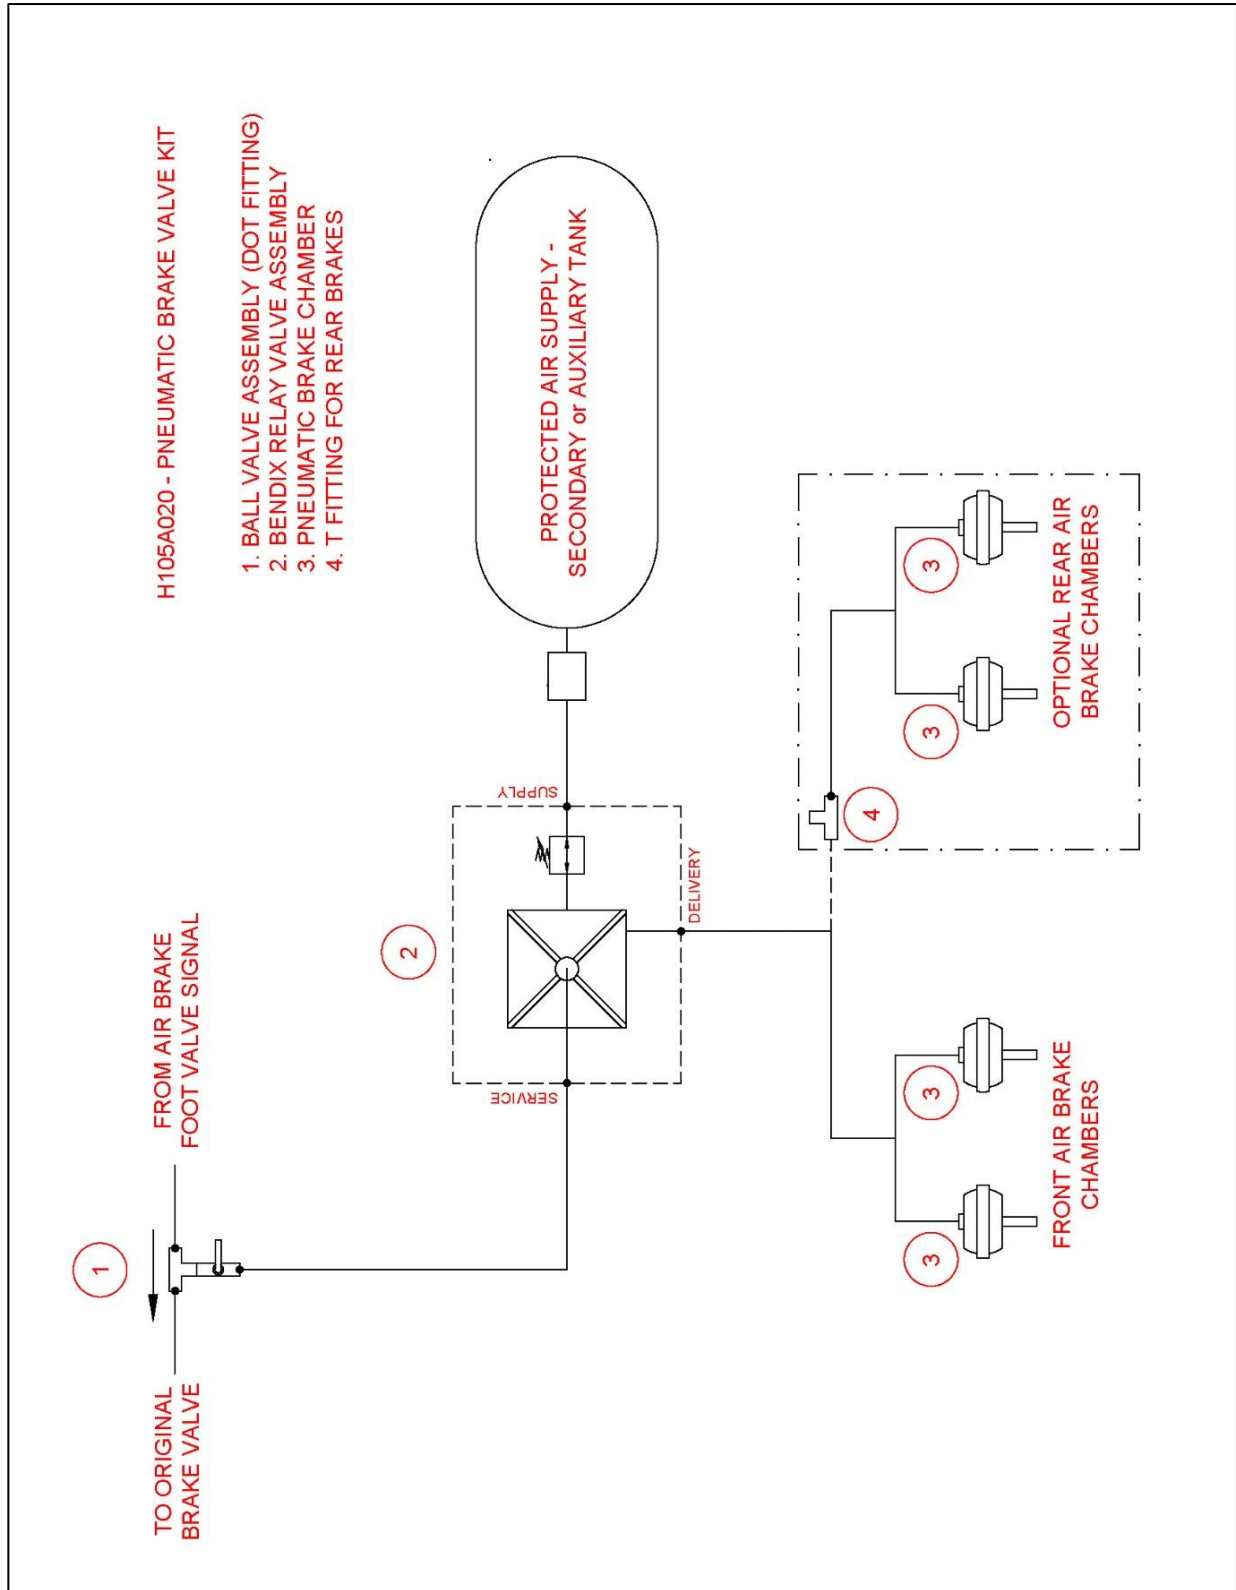 H105A020 - PNEUMATIC BRAKE VALVE KIT
1. BALL VALVE ASSEMBLY (DOT FITTING)
2. BENDIX RELAY VALVE ASSEMBLY
3. PNEUMATIC BRAKE CHAMBER
4. T FITTING FOR REAR BRAKES
TO ORIGINAL
BRAKE VALVE
1
FROM AIR BRAKE
FOOT VALVE SIGNAL
2
SERVICE
SUPPLY
DELIVERY
PROTECTED AIR SUPPLY -
SECONDARY or AUXILIARY TANK
4
3
3
3
3
FRONT AIR BRAKE
CHAMBERS
OPTIONAL REAR AIR
BRAKE CHAMBERS